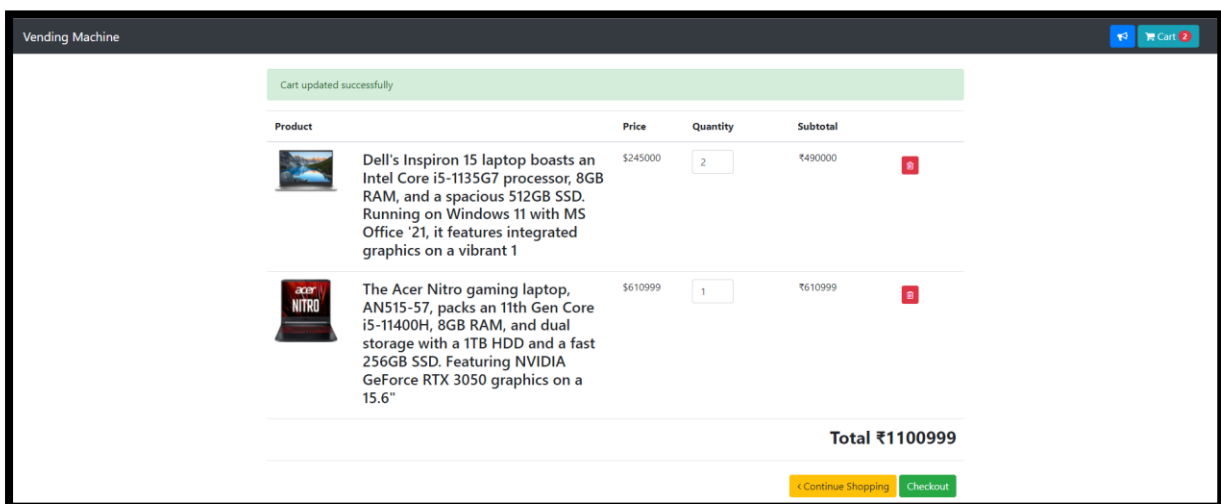 Vending Machine
Cart 2
Cart updated successfully
Product Price Quantity Subtotal
Dell's Inspiron 15 laptop boasts an $245000 2 ₹490000
Intel Core i5-1135G7 processor, 8GB
RAM, and a spacious 512GB SSD.
Running on Windows 11 with MS
Office '21, it features integrated
graphics on a vibrant 1
acer
NITRO
The Acer Nitro gaming laptop, $610999 1 ₹610999
AN515-57, packs an 11th Gen Core
i5-11400H, 8GB RAM, and dual
storage with a 1TB HDD and a fast
256GB SSD. Featuring NVIDIA
GeForce RTX 3050 graphics on a
15.6"
Total ₹1100999
Continue Shopping Checkout